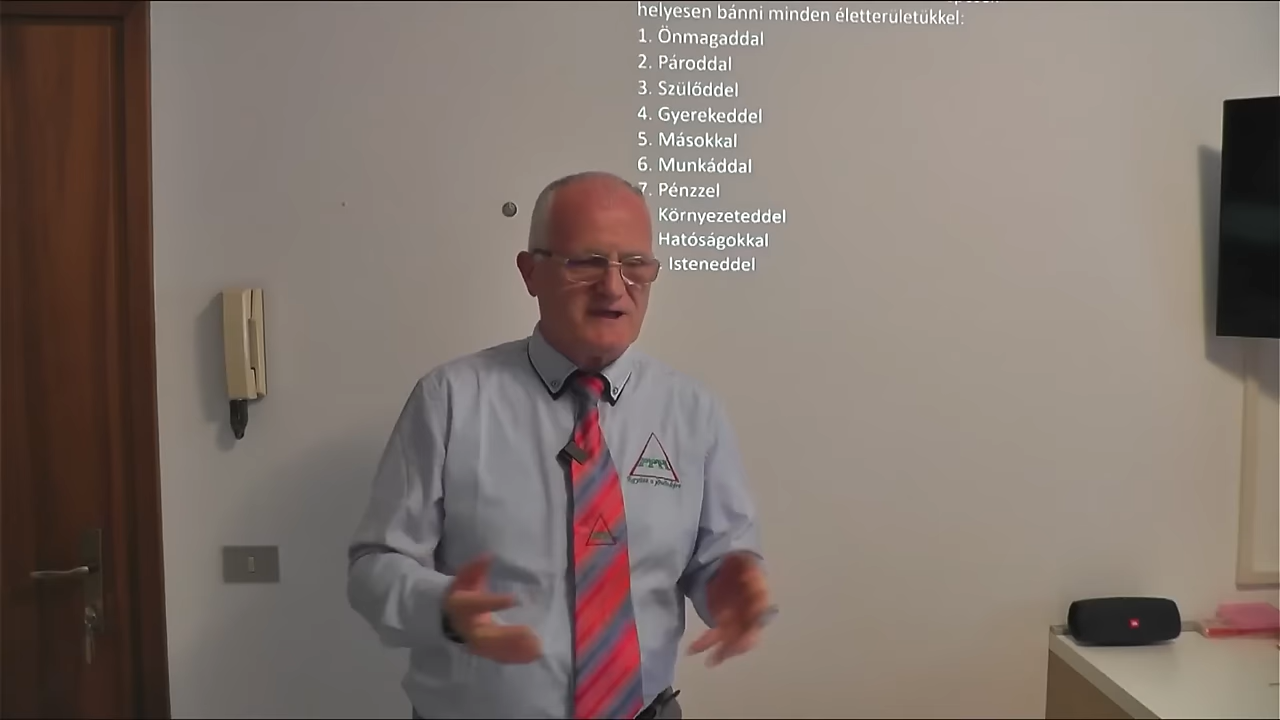 helyesen bánni minden életterületükkel:
1. Önmagaddal
2. Pároddal
3. Szülőddel
4. Gyerekeddel
5. Másokkal
6. Munkáddal
7. Pénzzel
Környezeteddel
Hatóságokkal
. Isteneddel